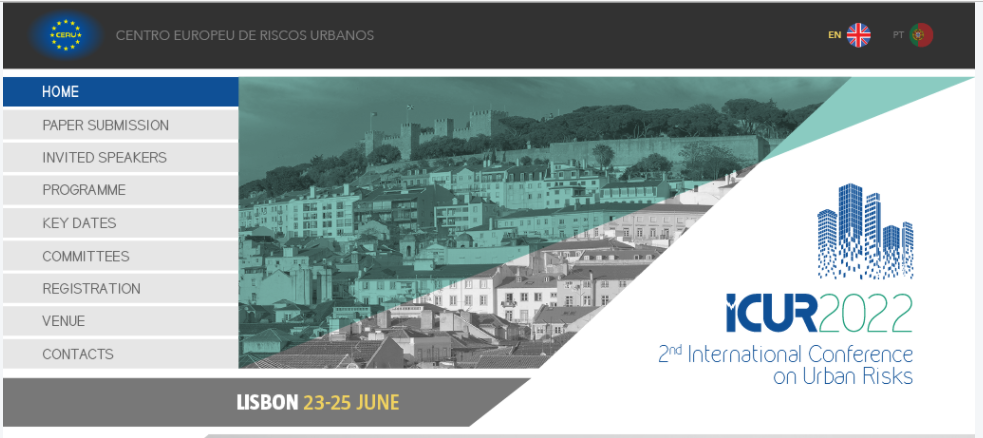 CERU
CENTRO EUROPEU DE RISCOS URBANOS
EN
PT
HOME
PAPER SUBMISSION
INVITED SPEAKERS
PROGRAMME
KEY DATES
COMMITTEES
REGISTRATION
VENUE
CONTACTS
iCUR2022
2nd International Conference
on Urban Risks
LISBON 23-25 JUNE